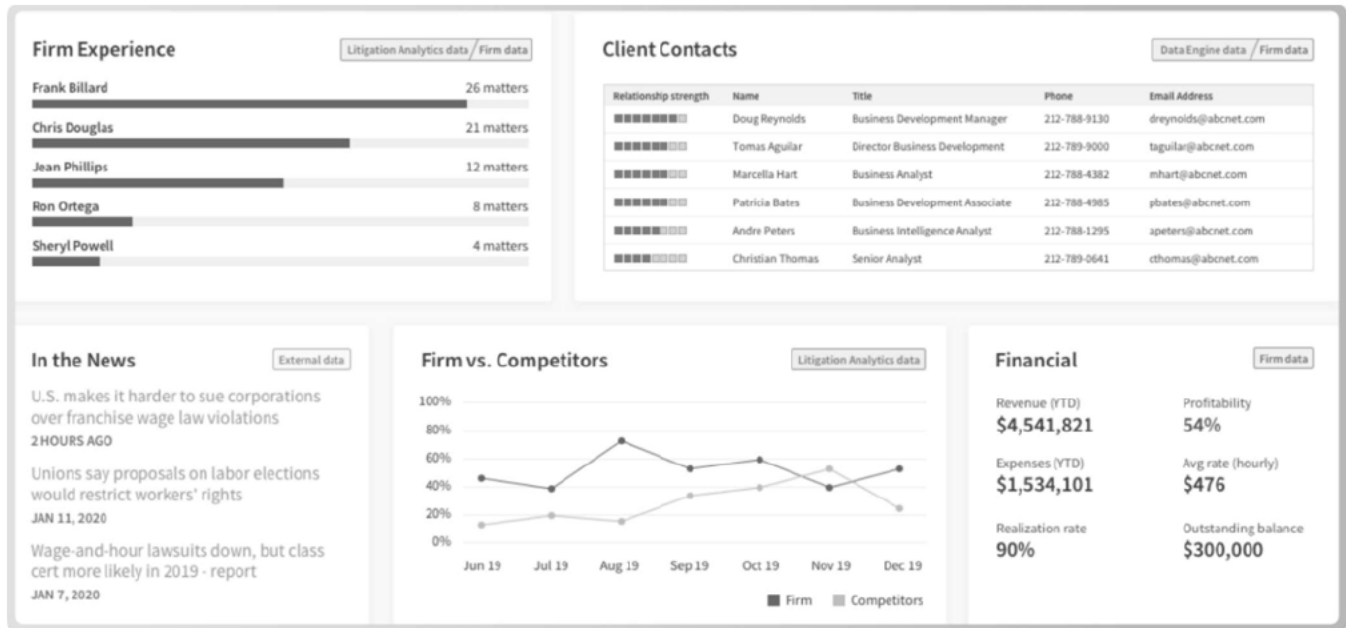 Firm Experience
Litigation Analytics data / Firm data
Frank Billard 26 matters
Chris Douglas 21 matters
Jean Phillips 12 matters
Ron Ortega 8 matters
Sheryl Powell 4 matters
Client Contacts
Data Engine data / Firm data
Relationship strength Name Title Phone Email Address
Doug Reynolds Business Development Manager 212-788-9130 dreynolds@abcnet.com
Tomas Aguilar Director Business Development 212-789-9000 taguilar@abcnet.com
Marcella Hart Business Analyst 212-788-4382 mhart@abcnet.com
Patricia Bates Business Development Associate 212-788-4985 pbates@abcnet.com
Andre Peters Business Intelligence Analyst 212-788-1295 apeters@abcnet.com
Christian Thomas Senior Analyst 212-789-0641 cthomas@abcnet.com
In the News
External data
U.S. makes it harder to sue corporations
over franchise wage law violations
2 HOURS AGO
Unions say proposals on labor elections
would restrict workers' rights
JAN 11, 2020
Wage-and-hour lawsuits down, but class
cert more likely in 2019 - report
JAN 7, 2020
Firm vs. Competitors
Litigation Analytics data
100%
80%
60%
40%
20%
0%
Jun 19 Jul 19 Aug 19 Sep 19 Oct 19 Nov 19 Dec 19
Firm Competitors
Financial
Firm data
Revenue (YTD) Profitability
$4,541,821 54%
Expenses (YTD) Avg rate (hourly)
$1,534,101 $476
Realization rate Outstanding balance
90% $300,000